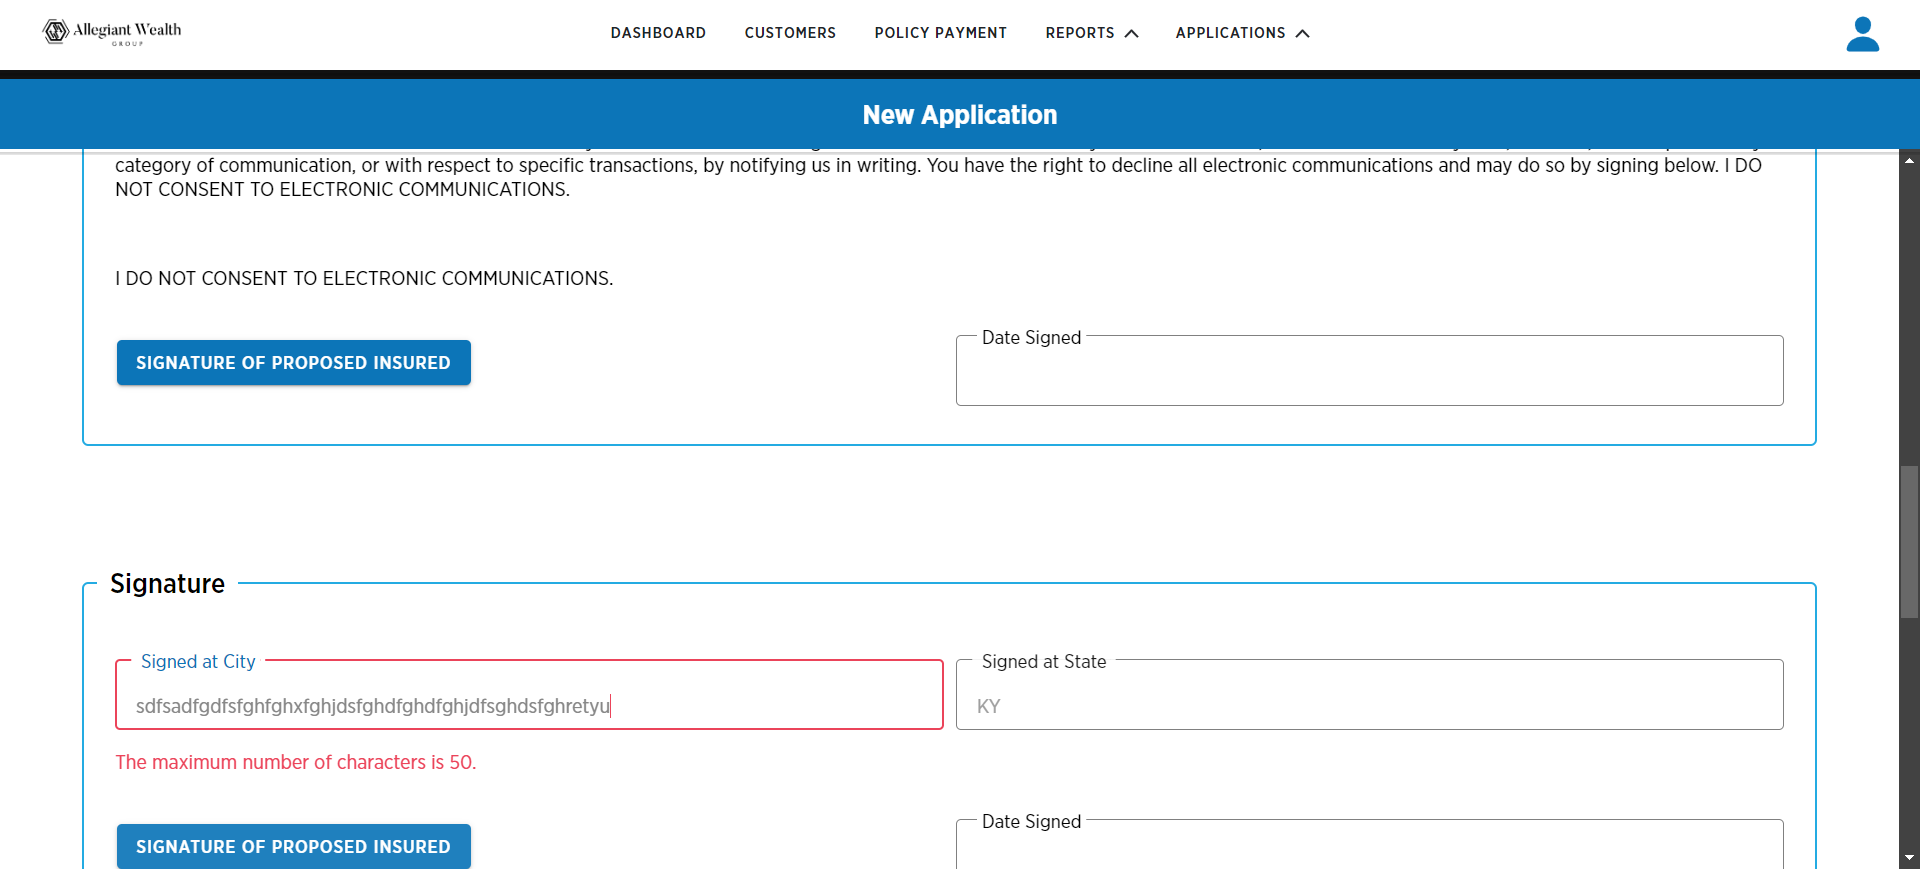 Allegiant Wealth
GROUP
DASHBOARD
CUSTOMERS
POLICY PAYMENT
REPORTS
APPLICATIONS
New Application
category of communication, or with respect to specific transactions, by notifying us in writing. You have the right to decline all electronic communications and may do so by signing below. I DO
NOT CONSENT TO ELECTRONIC COMMUNICATIONS.
I DO NOT CONSENT TO ELECTRONIC COMMUNICATIONS.
SIGNATURE OF PROPOSED INSURED
Date Signed
Signature
Signed at City
sdfsadfgdfsfghfghxfghjdsfghdfghdfghjdfsghdsfghretyu
Signed at State
KY
The maximum number of characters is 50.
SIGNATURE OF PROPOSED INSURED
Date Signed